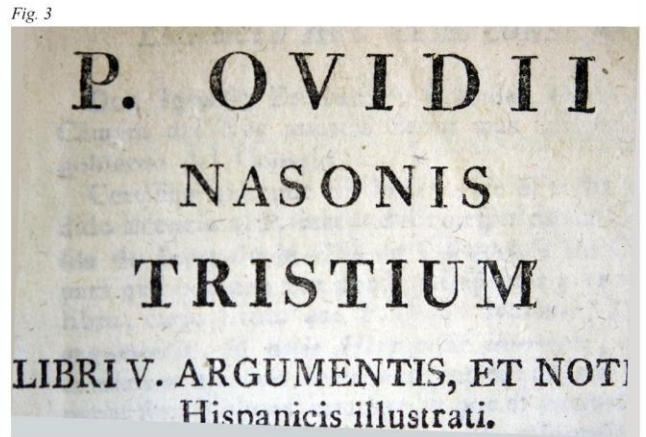 Fig. 3
P. OVIDII
NASONIS
TRISTIUM
LIBRI V. ARGUMENTIS, ET NOTI
Hispanicis illustrati.